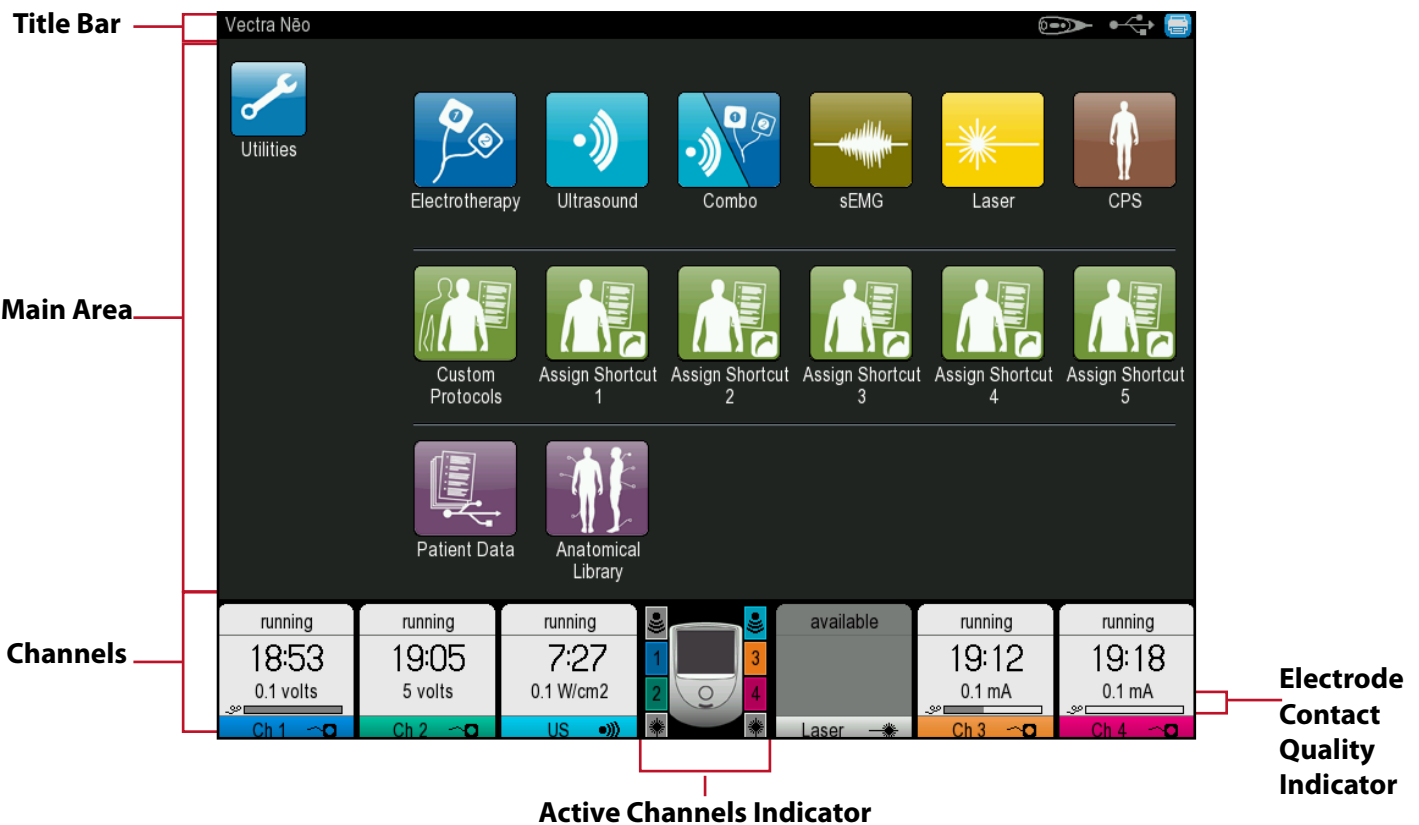 Title Bar
Vectra Nēo
Utilities
Electrotherapy
Ultrasound
Combo
sEMG
Laser
CPS
Main Area
Custom
Protocols
Assign Shortcut
1
Assign Shortcut
2
Assign Shortcut
3
Assign Shortcut
4
Assign Shortcut
5
Patient Data
Anatomical
Library
Channels
running
18:53
0.1 volts
Ch 1
running
19:05
5 volts
Ch 2
running
7:27
0.1 W/cm2
US
1
2
3
4
available
Laser
running
19:12
0.1 mA
Ch 3
running
19:18
0.1 mA
Ch 4
Electrode
Contact
Quality
Indicator
Active Channels Indicator